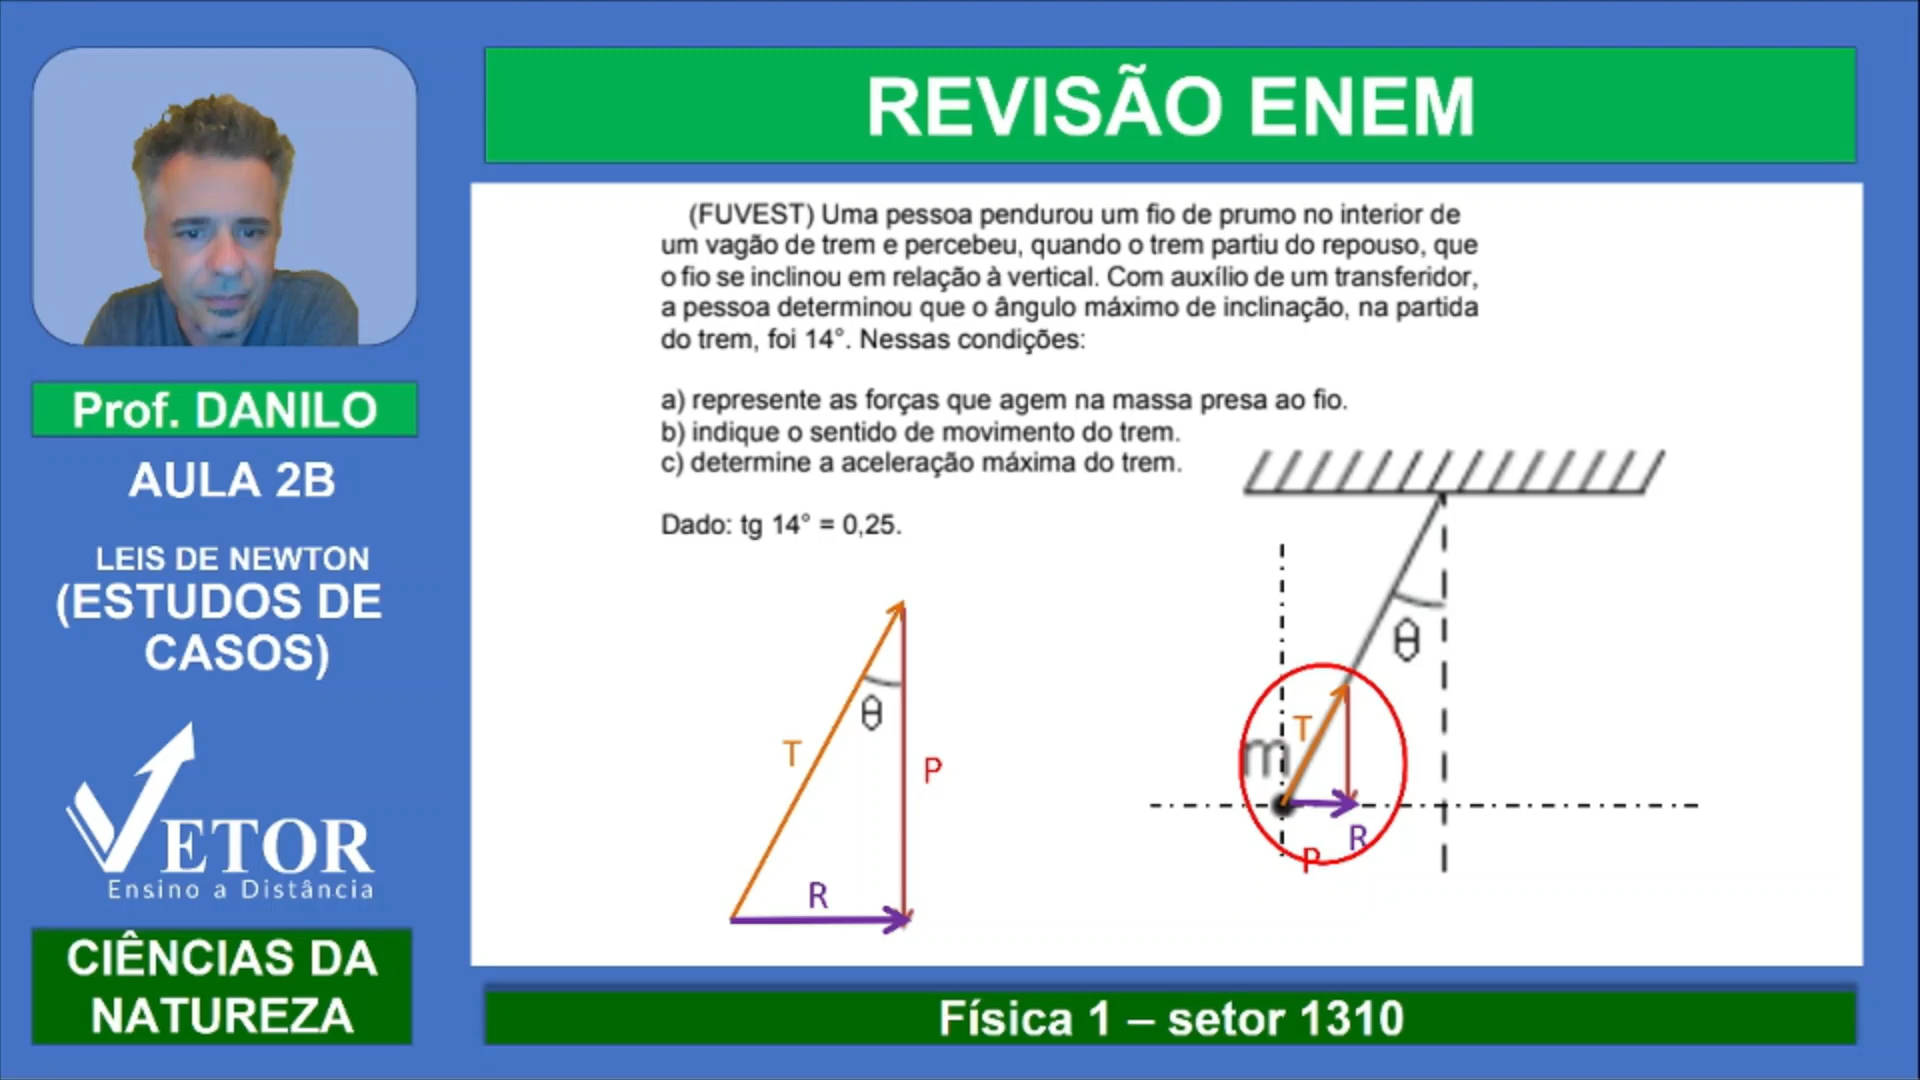 REVISÃO ENEM
(FUVEST) Uma pessoa pendurou um fio de prumo no interior de
um vagão de trem e percebeu, quando o trem partiu do repouso, que
o fio se inclinou em relação à vertical. Com auxílio de um transferidor,
a pessoa determinou que o ângulo máximo de inclinação, na partida
do trem, foi 14°. Nessas condições:
a) represente as forças que agem na massa presa ao fio.
b) indique o sentido de movimento do trem.
c) determine a aceleração máxima do trem.
Dado: tg 14° = 0,25.
θ
T
P
R
θ
T
m
R
P
Prof. DANILO
AULA 2B
LEIS DE NEWTON
(ESTUDOS DE
CASOS)
VETOR
Ensino a Distância
CIÊNCIAS DA
NATUREZA
Física 1 – setor 1310